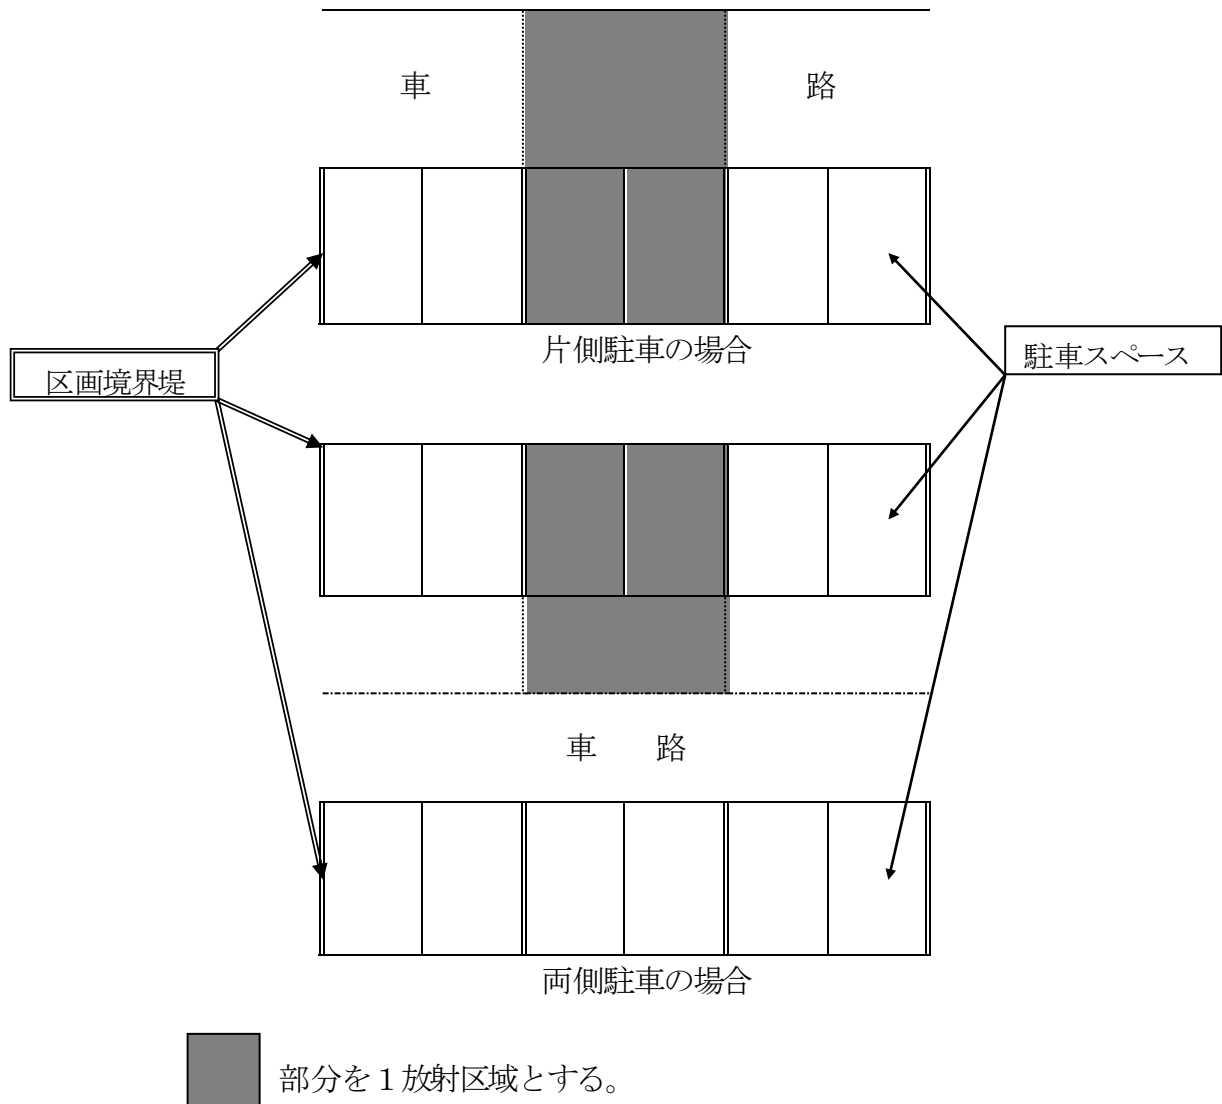 車　　路
片側駐車の場合
区画境界堤
駐車スペース
車　　路
両側駐車の場合
部分を１放射区域とする。